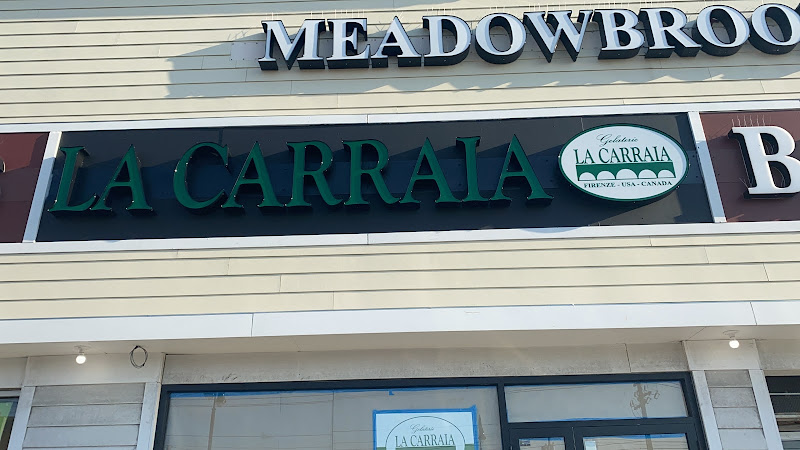 MEADOWBROO
LA CARRAIA
Gelaterie
LA CARRAIA
FIRENZE - USA - CANADA
B
Gelaterie
LA CARRAIA